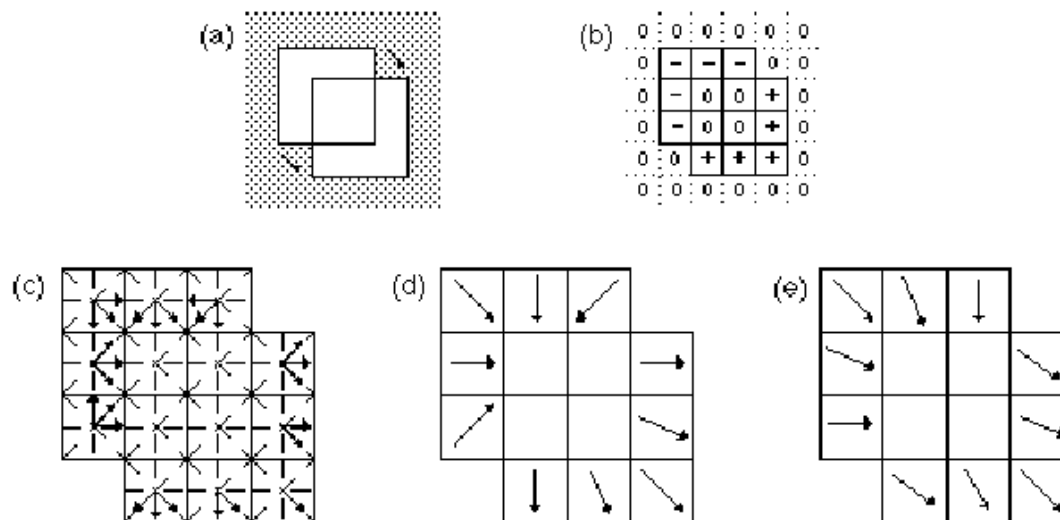 (a) (b) 0 0 0 0 0 0
0 - - - 0 0
0 - 0 0 + 0
0 - 0 0 + 0
0 0 + + + 0
0 0 0 0 0 0
(c) (d) (e)